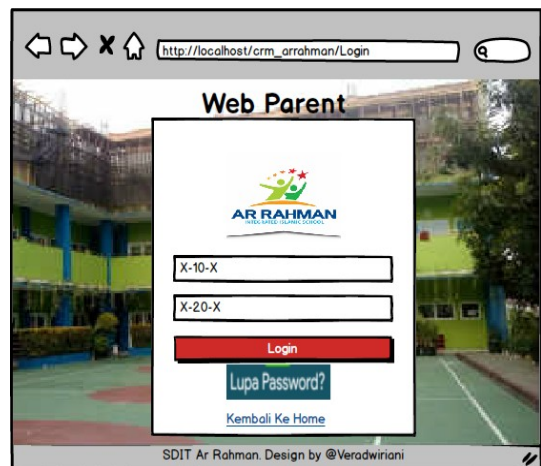 http://localhost/crm_arrahman/Login
Web Parent
AR RAHMAN
INTEGRATED ISLAMIC SCHOOL
X-10-X
X-20-X
Login
Lupa Password?
Kembali Ke Home
SDIT Ar Rahman. Design by @Veradwiriani